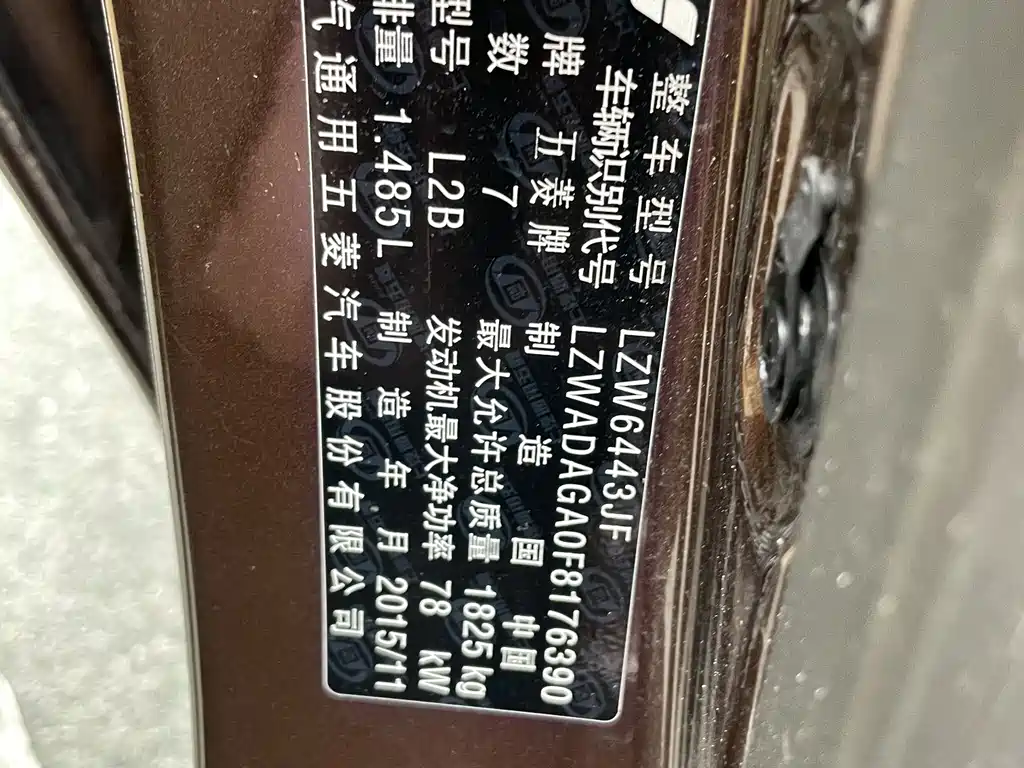 整车型号 LZW6443JF
车辆识别代号 LZWADAGA0F8176390
牌 五菱牌 制造国 中国
数 7 最大允许总质量 1825kg
型号 L2B 发动机最大净功率 78 kW
排量 1.485L 制造年月 2015/11
汽通用五菱汽车股份有限公司